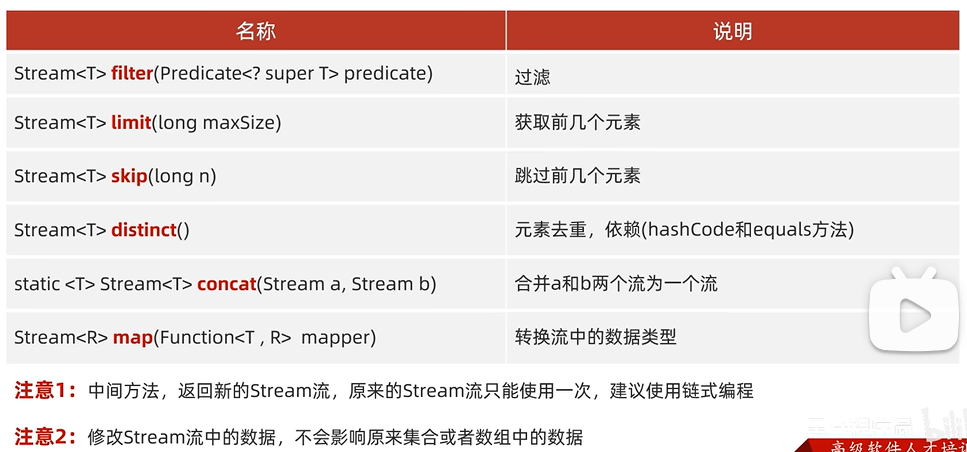 名称 说明
Stream<T> filter(Predicate<? super T> predicate) 过滤
Stream<T> limit(long maxSize) 获取前几个元素
Stream<T> skip(long n) 跳过前几个元素
Stream<T> distinct() 元素去重，依赖(hashCode和equals方法)
static <T> Stream<T> concat(Stream a, Stream b) 合并a和b两个流为一个流
Stream<R> map(Function<T , R> mapper) 转换流中的数据类型
注意1：中间方法，返回新的Stream流，原来的Stream流只能使用一次，建议使用链式编程
注意2：修改Stream流中的数据，不会影响原来集合或者数组中的数据
高级软件人才培训